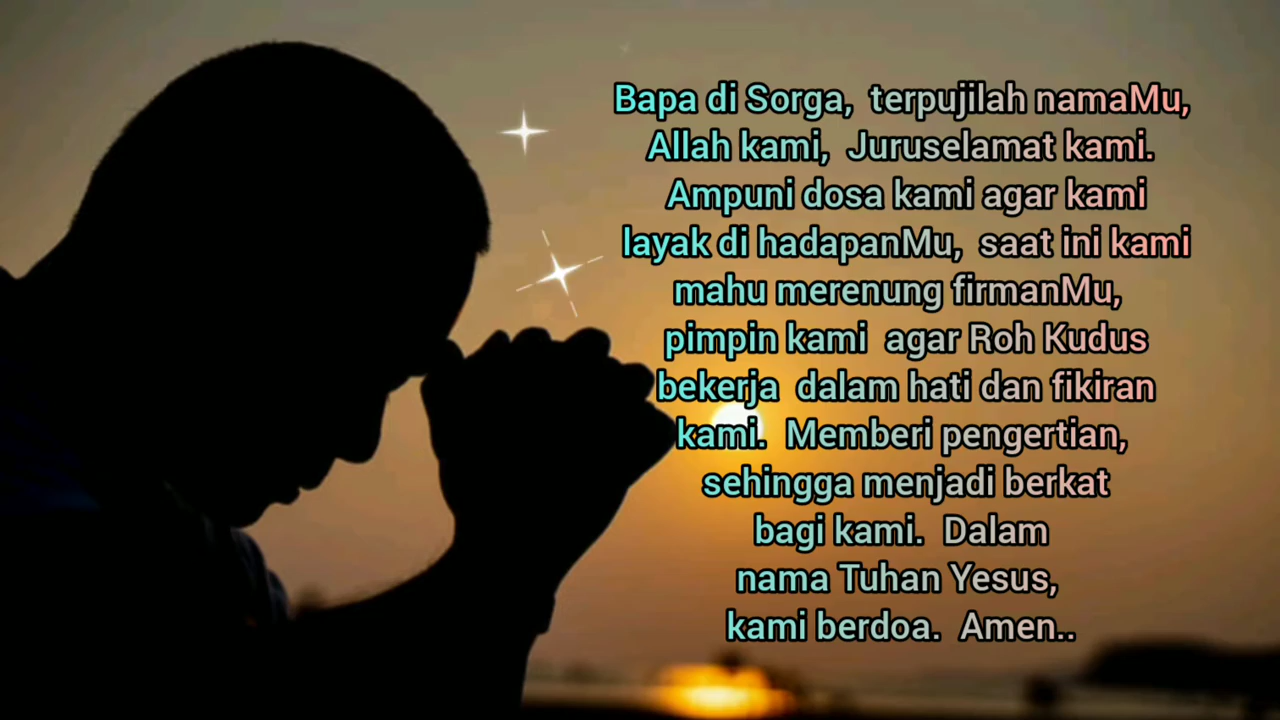 Bapa di Sorga, terpujilah namaMu,
Allah kami, Juruselamat kami.
Ampuni dosa kami agar kami
layak di hadapanMu, saat ini kami
mahu merenung firmanMu,
pimpin kami agar Roh Kudus
bekerja dalam hati dan fikiran
kami. Memberi pengertian,
sehingga menjadi berkat
bagi kami. Dalam
nama Tuhan Yesus,
kami berdoa. Amen..